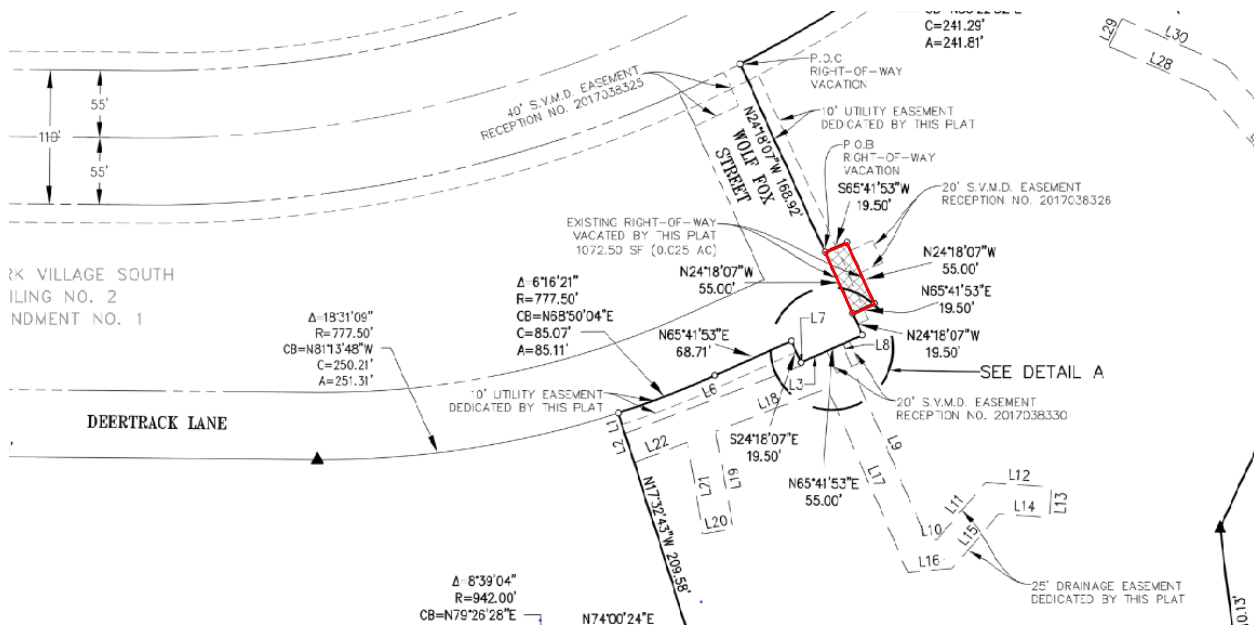 C=241.29'
A=241.81'
L29
L30
L28
P.O.C
RIGHT-OF-WAY
VACATION
40' S.V.M.D. EASEMENT
RECEPTION NO. 2017038325
10' UTILITY EASEMENT
DEDICATED BY THIS PLAT
N24°18'07"W 168.92'
WOLF FOX
STREET
55'
119'
55'
P.O.B
RIGHT-OF-WAY
VACATION
S65°41'53"W
19.50'
20' S.V.M.D. EASEMENT
RECEPTION NO. 2017038326
EXISTING RIGHT-OF-WAY
VACATED BY THIS PLAT
1072.50 SF (0.025 AC)
N24°18'07"W
55.00'
N24°18'07"W
55.00'
N65°41'53"E
19.50'
N24°18'07"W
19.50'
RK VILLAGE SOUTH
ILING NO. 2
NDMENT NO. 1
Δ=6°16'21"
R=777.50'
CB=N68°50'04"E
C=85.07'
A=85.11'
Δ=18°31'09"
R=777.50'
CB=N81°13'48"W
C=250.21'
A=251.31'
N65°41'53"E
68.71'
L7
L8
SEE DETAIL A
L6
L3
L18
10' UTILITY EASEMENT
DEDICATED BY THIS PLAT
20' S.V.M.D. EASEMENT
RECEPTION NO. 2017038330
DEERTRACK LANE
L1
L2
L22
S24°18'07"E
19.50'
L9
L17
L19
L21
L20
N65°41'53"E
55.00'
N17°32'43"W 209.58'
L12
L13
L11
L14
L10
L15
L16
25' DRAINAGE EASEMENT
DEDICATED BY THIS PLAT
Δ=8°39'04"
R=942.00'
CB=N79°26'28"E
N74°00'24"E
0.13'